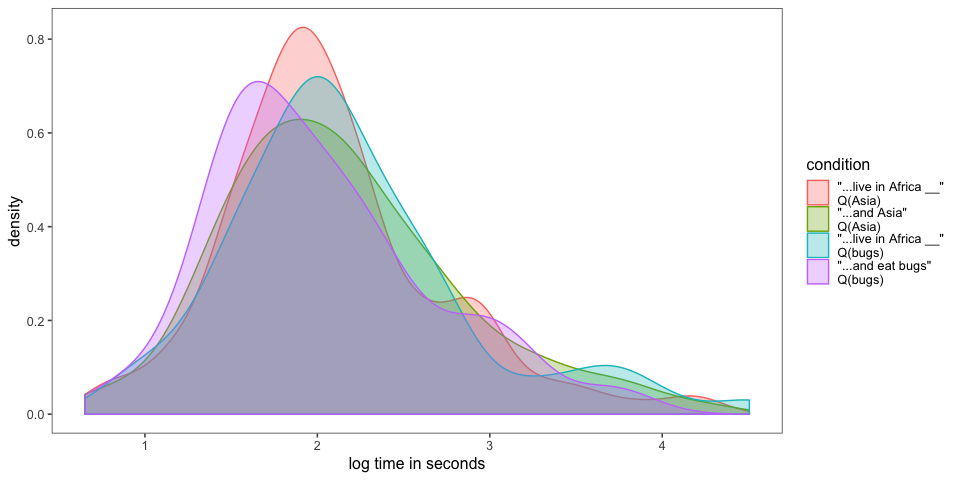 0.8
0.6
0.4
0.2
0.0
density
1 2 3 4
log time in seconds
condition
"...live in Africa __"
Q(Asia)
"...and Asia"
Q(Asia)
"...live in Africa __"
Q(bugs)
"...and eat bugs"
Q(bugs)